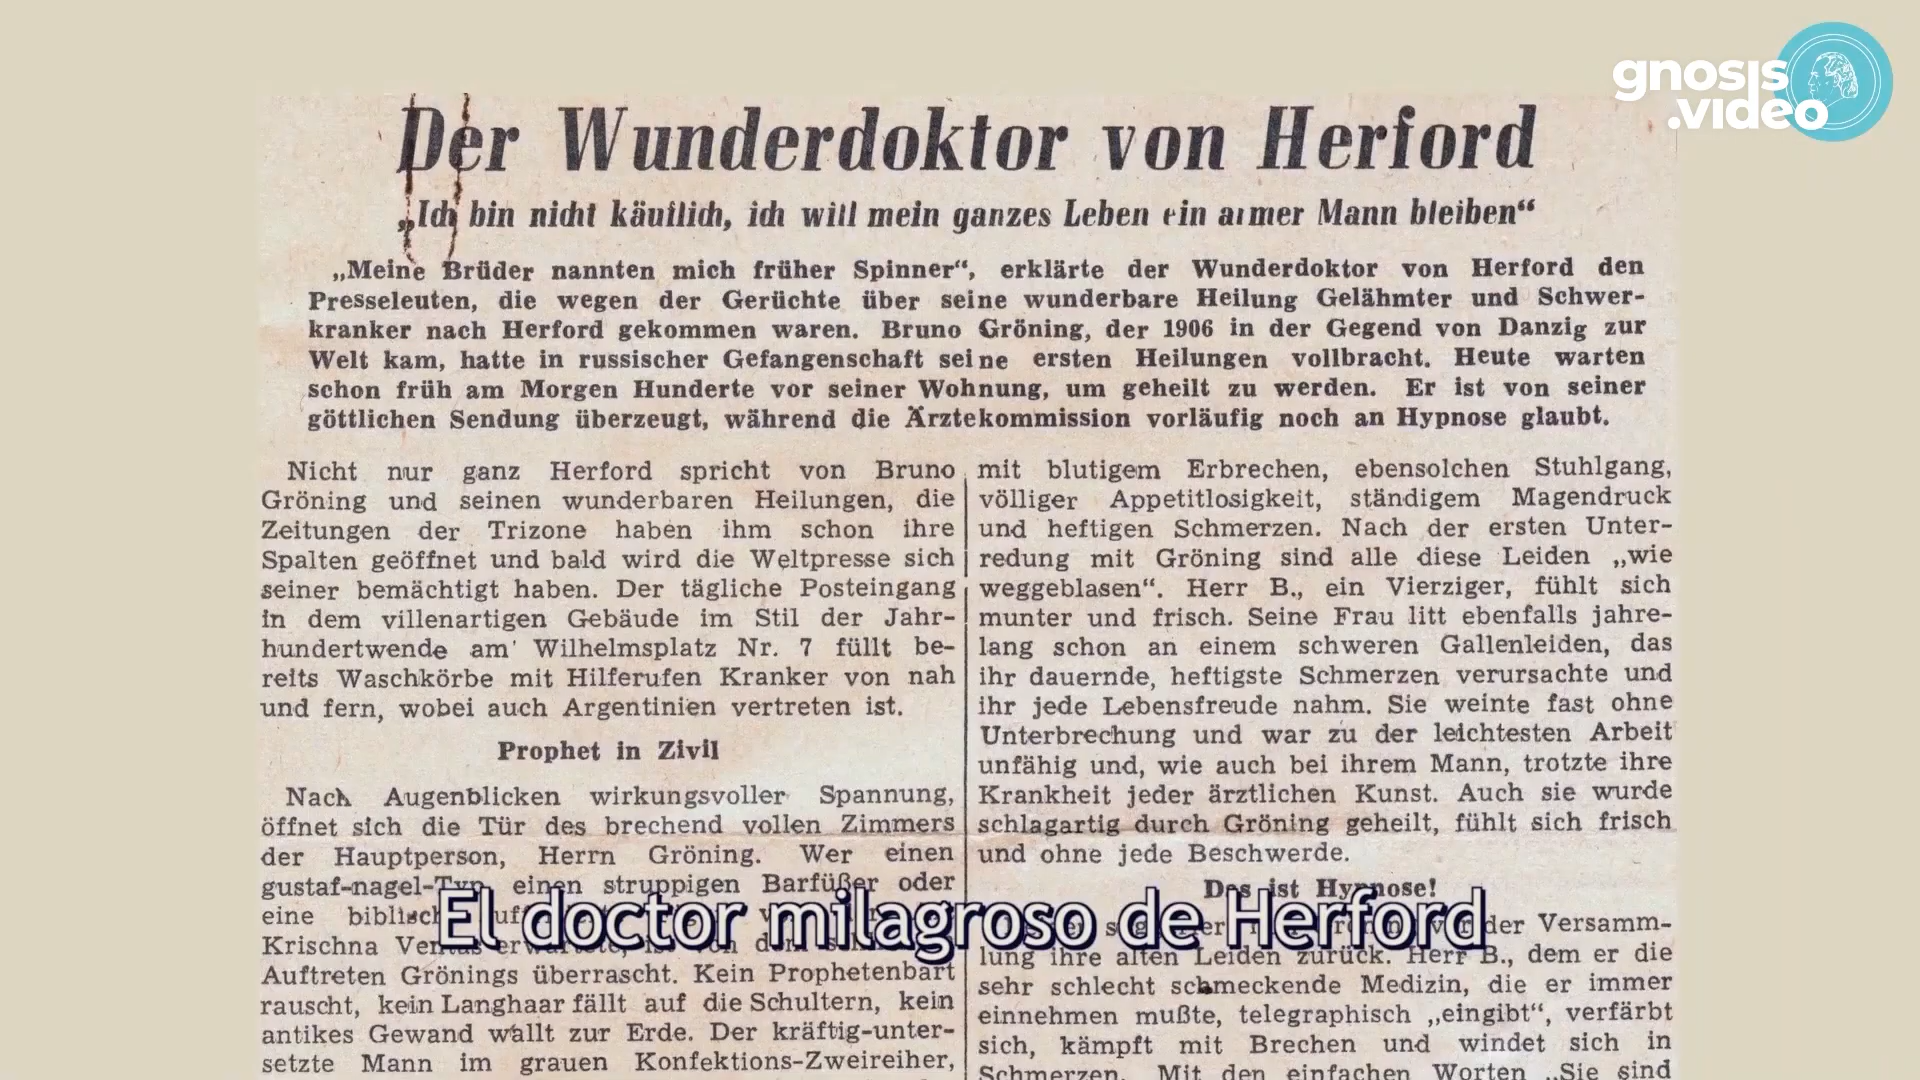 gnosis
.video
Der Wunderdoktor von Herford
„Ich bin nicht käuflich, ich will mein ganzes Leben ein armer Mann bleiben“
„Meine Brüder nannten mich früher Spinner“, erklärte der Wunderdoktor von Herford den
Presseleuten, die wegen der Gerüchte über seine wunderbare Heilung Gelähmter und Schwer-
kranker nach Herford gekommen waren. Bruno Gröning, der 1906 in der Gegend von Danzig zur
Welt kam, hatte in russischer Gefangenschaft seine ersten Heilungen vollbracht. Heute warten
schon früh am Morgen Hunderte vor seiner Wohnung, um geheilt zu werden. Er ist von seiner
göttlichen Sendung überzeugt, während die Ärztekommission vorläufig noch an Hypnose glaubt.
Nicht nur ganz Herford spricht von Bruno
Gröning und seinen wunderbaren Heilungen, die
Zeitungen der Trizone haben ihm schon ihre
Spalten geöffnet und bald wird die Weltpresse sich
seiner bemächtigt haben. Der tägliche Posteingang
in dem villenartigen Gebäude im Stil der Jahr-
hundertwende am Wilhelmsplatz Nr. 7 füllt be-
reits Waschkörbe mit Hilferufen Kranker von nah
und fern, wobei auch Argentinien vertreten ist.
Prophet in Zivil
Nach Augenblicken wirkungsvoller Spannung,
öffnet sich die Tür des brechend vollen Zimmers
der Hauptperson, Herrn Gröning. Wer einen
gustaf-nagel-Typ, einen struppigen Barfüßer oder
eine
Krischna
Auftreten Grönings überrascht. Kein Prophetenbart
rauscht, kein Langhaar fällt auf die Schultern, kein
antikes Gewand wallt zur Erde. Der kräftig-unter-
setzte Mann im grauen Konfektions-Zweireiher,
mit blutigem Erbrechen, ebensolchen Stuhlgang,
völliger Appetitlosigkeit, ständigem Magendruck
und heftigen Schmerzen. Nach der ersten Unter-
redung mit Gröning sind alle diese Leiden „wie
weggeblasen“. Herr B., ein Vierziger, fühlt sich
munter und frisch. Seine Frau litt ebenfalls jahre-
lang schon an einem schweren Gallenleiden, das
ihr dauernde, heftigste Schmerzen verursachte und
ihr jede Lebensfreude nahm. Sie weinte fast ohne
Unterbrechung und war zu der leichtesten Arbeit
unfähig und, wie auch bei ihrem Mann, trotzte ihre
Krankheit jeder ärztlichen Kunst. Auch sie wurde
schlagartig durch Gröning geheilt, fühlt sich frisch
und ohne jede Beschwerde.
Das ist Hypnose!
der Versamm-
lung ihre alten Leiden zurück. Herr B., dem er die
sehr schlecht schmeckende Medizin, die er immer
einnehmen mußte, telegraphisch „eingibt“, verfärbt
sich, kämpft mit Brechen und windet sich in
Schmerzen. Mit den einfachen Worten „Sie sind
El doctor milagroso de Herford